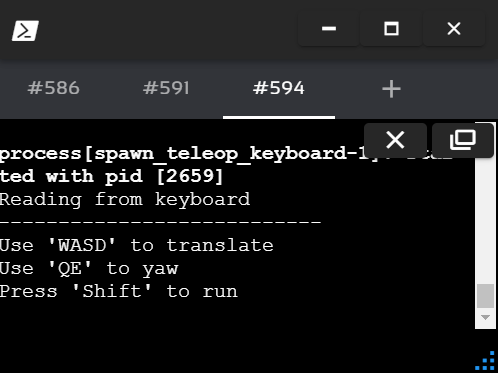 #586 #591 #594
process[spawn_teleop_keyboard-1]:
ted with pid [2659]
Reading from keyboard
----------------------------
Use 'WASD' to translate
Use 'QE' to yaw
Press 'Shift' to run